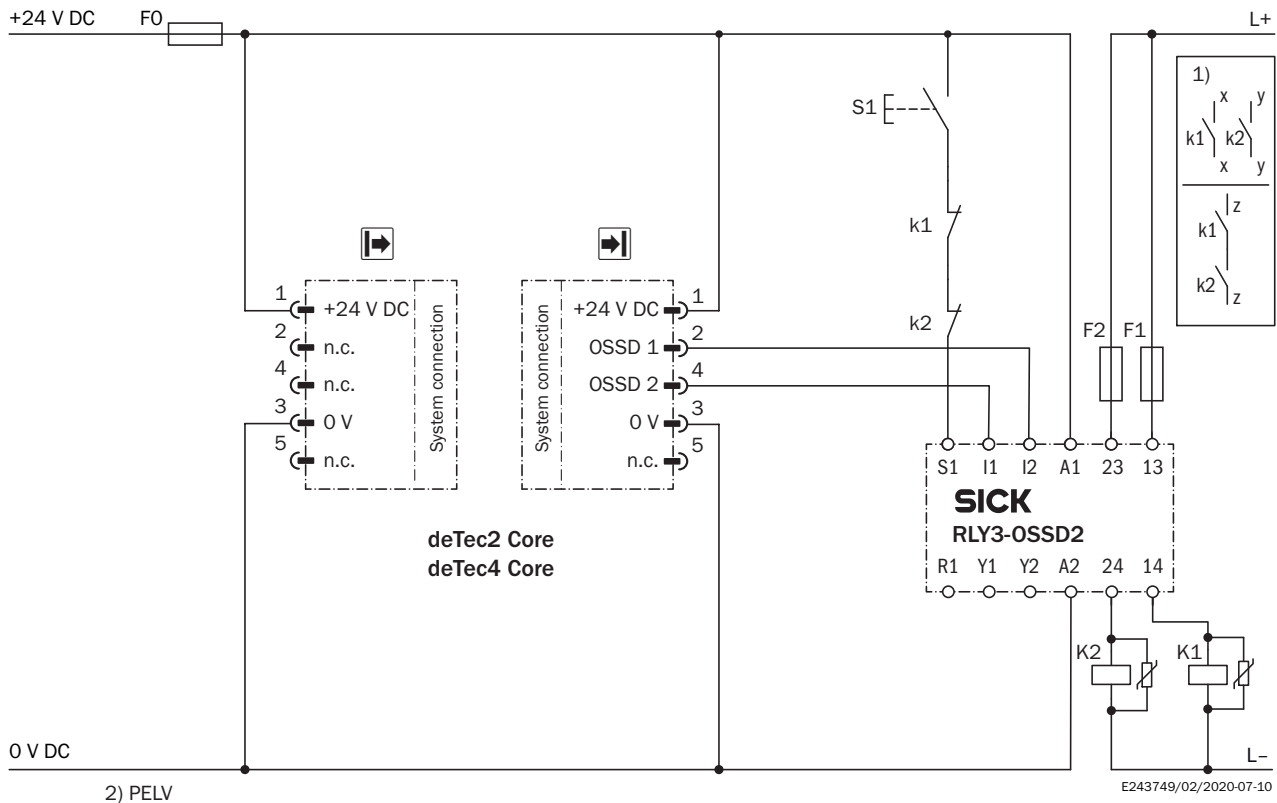 +24 V DC
F0
L+
1)
x
y
k1
k2
x
y
z
k1
k2
z
S1
k1
k2
F2
F1
1
+24 V DC
2
n.c.
4
n.c.
3
0 V
5
n.c.
System connection
System connection
+24 V DC
1
OSSD 1
2
OSSD 2
4
0 V
3
n.c.
5
deTec2 Core
deTec4 Core
S1 I1 I2 A1 23 13
SICK
RLY3-OSSD2
R1 Y1 Y2 A2 24 14
K2
K1
0 V DC
L–
2) PELV
E243749/02/2020-07-10